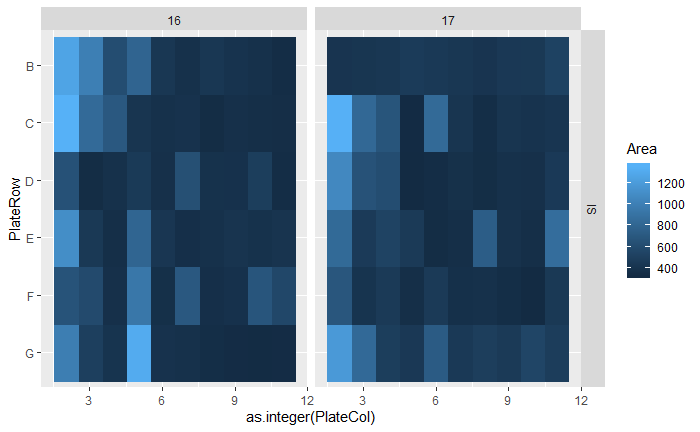 16 17
B
C
D
E
F
G
PlateRow
SI
3 6 9 12 3 6 9 12
as.integer(PlateCol)
Area
1200
1000
800
600
400